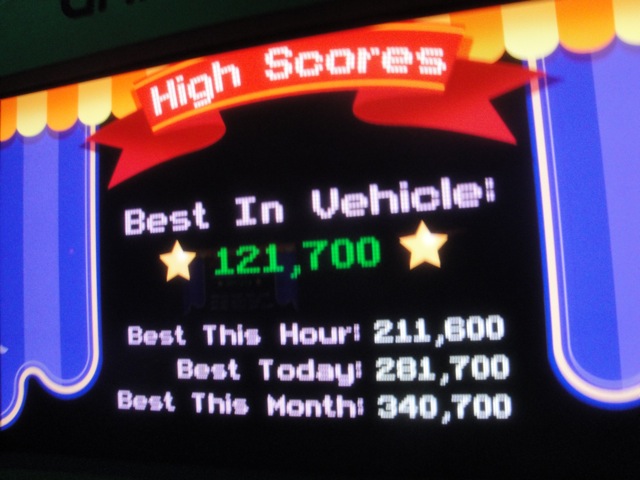 High Scores
Best In Vehicle:
121,700
Best This Hour: 211,600
Best Today: 281,700
Best This Month: 340,700